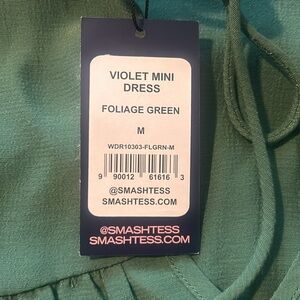 VIOLET MINI
DRESS
FOLIAGE GREEN
M
WDR10303-FLGRN-M
9 90012 61616 3
@SMASHTESS
SMASHTESS.COM
@SMASHTESS
SMASHTESS.COM